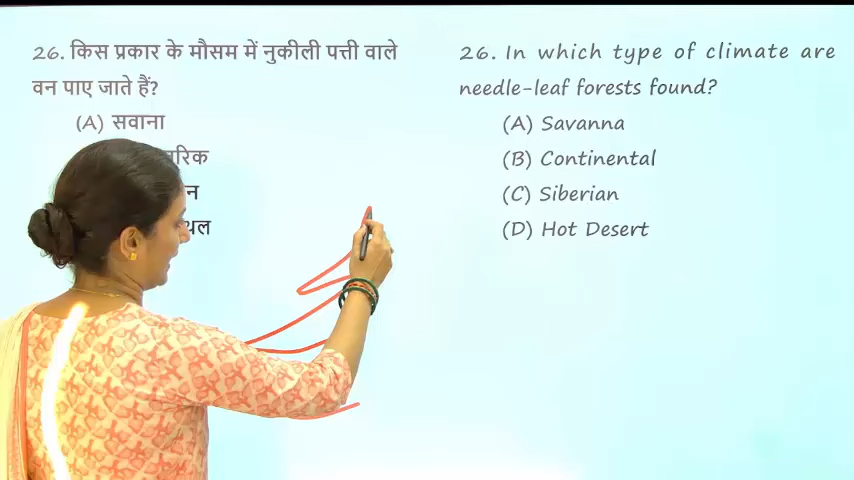 26. किस प्रकार के मौसम में नुकीली पत्ती वाले
वन पाए जाते हैं?
(A) सवाना
26. In which type of climate are
needle-leaf forests found?
(A) Savanna
(B) Continental
(C) Siberian
(D) Hot Desert